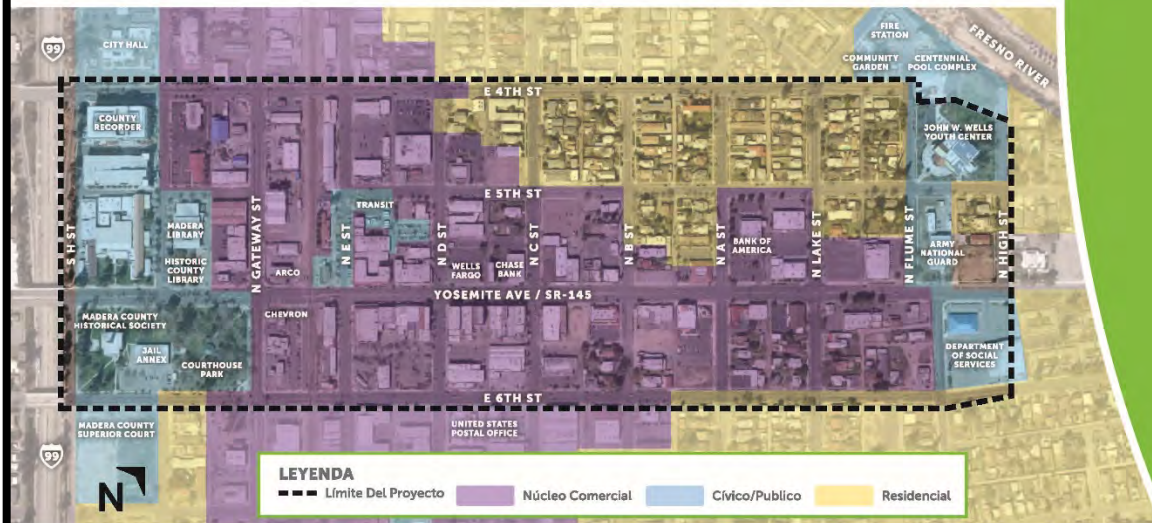 99
CITY HALL
FIRE
STATION
FRESNO RIVER
COMMUNITY
GARDEN
CENTENNIAL
POOL COMPLEX
E 4TH ST
COUNTY
RECORDER
JOHN W. WELLS
YOUTH CENTER
E 5TH ST
S H ST
MADERA
LIBRARY
HISTORIC
COUNTY
LIBRARY
N GATEWAY ST
ARCO
N E ST
TRANSIT
N D ST
WELLS
FARGO
CHASE
BANK
N C ST
N B ST
N A ST
BANK OF
AMERICA
N LAKE ST
N FLUME ST
ARMY
NATIONAL
GUARD
N HIGH ST
YOSEMITE AVE / SR-145
MADERA COUNTY
HISTORICAL SOCIETY
JAIL
ANNEX
COURTHOUSE
PARK
CHEVRON
DEPARTMENT
OF SOCIAL
SERVICES
E 6TH ST
MADERA COUNTY
SUPERIOR COURT
UNITED STATES
POSTAL OFFICE
99
N
LEYENDA
Límite Del Proyecto
Núcleo Comercial
Cívico/Publico
Residencial